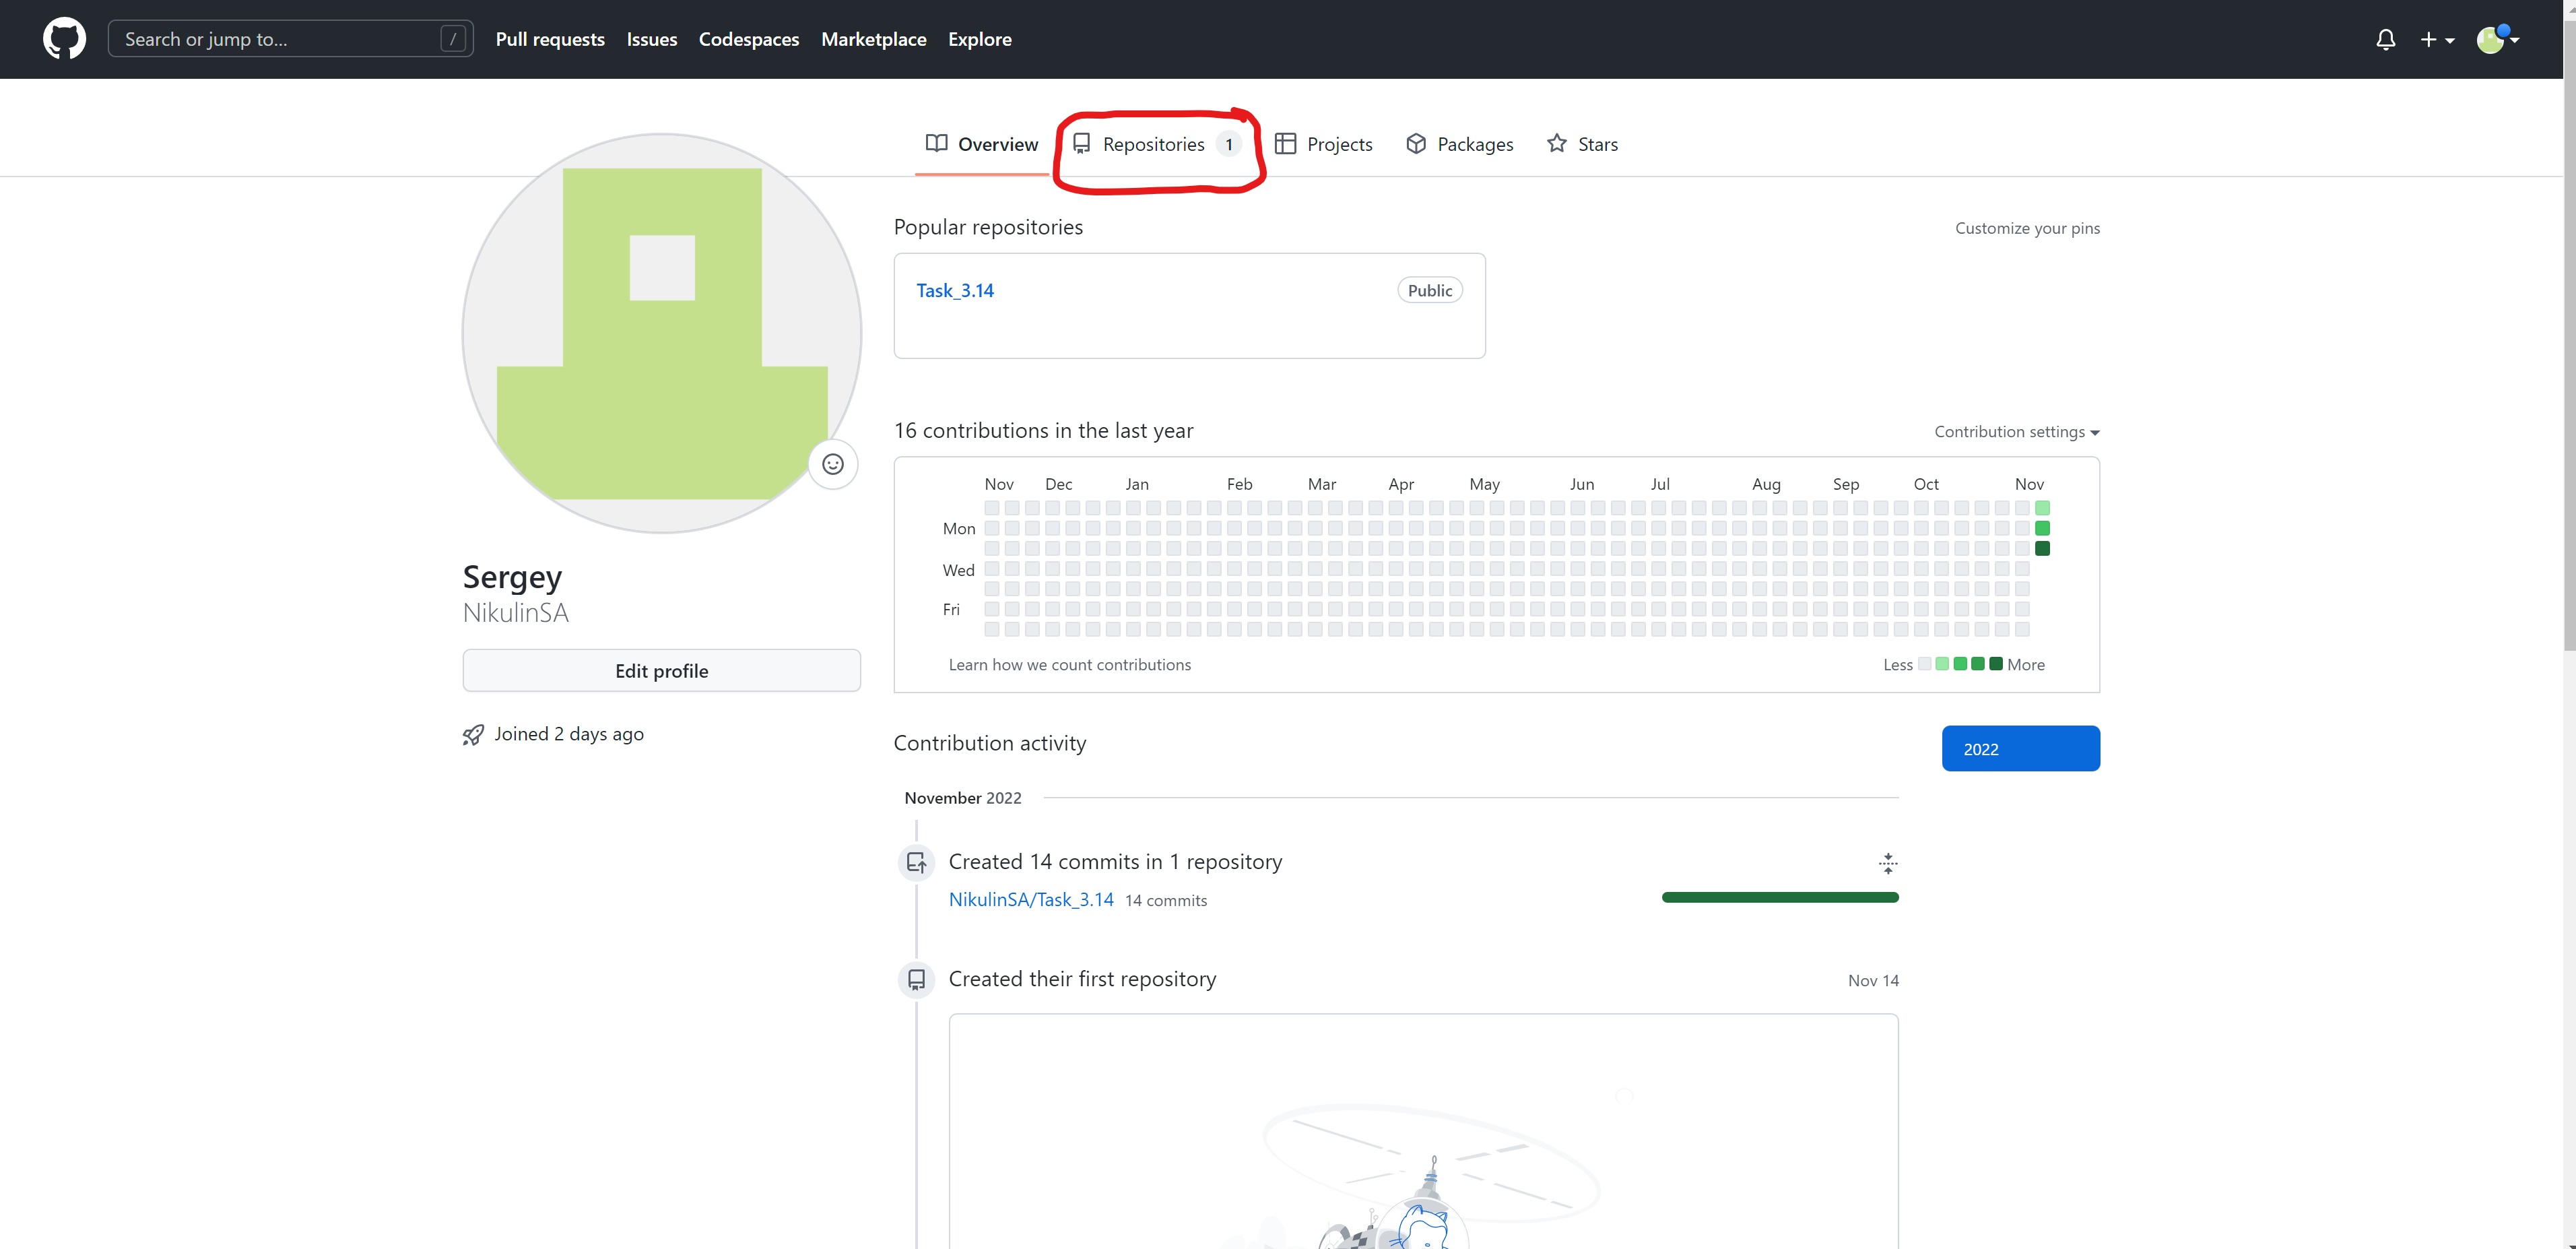 Search or jump to... /
Pull requests Issues Codespaces Marketplace Explore
Overview Repositories 1 Projects Packages Stars
Popular repositories Customize your pins
Task_3.14 Public
16 contributions in the last year Contribution settings
Nov Dec Jan Feb Mar Apr May Jun Jul Aug Sep Oct Nov
Mon
Wed
Fri
Learn how we count contributions Less More
Sergey
NikulinSA
Edit profile
Joined 2 days ago
Contribution activity 2022
November 2022
Created 14 commits in 1 repository
NikulinSA/Task_3.14 14 commits
Created their first repository Nov 14